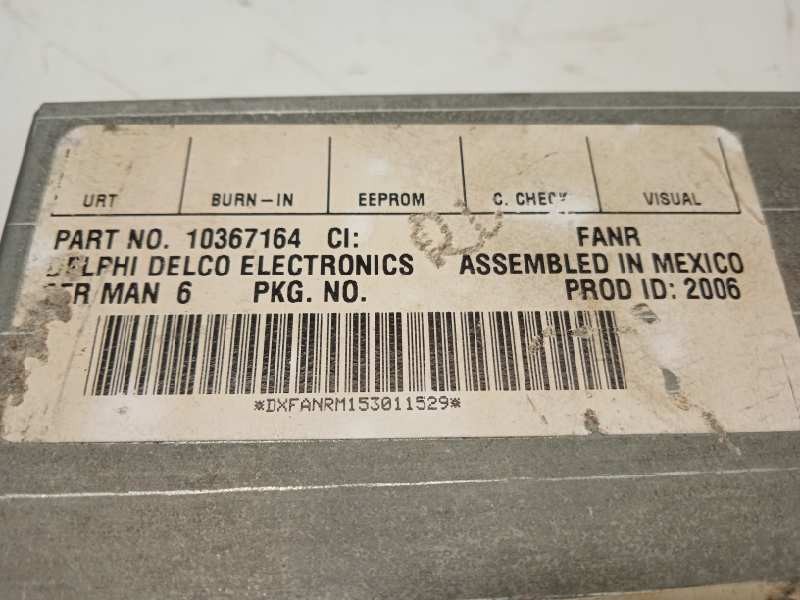 URT BURN-IN EEPROM C. CHECK VISUAL
PART NO. 10367164 CI: FANR
DELPHI DELCO ELECTRONICS ASSEMBLED IN MEXICO
MAN 6 PKG. NO. PROD ID: 2006
*DXFANRM153011529*